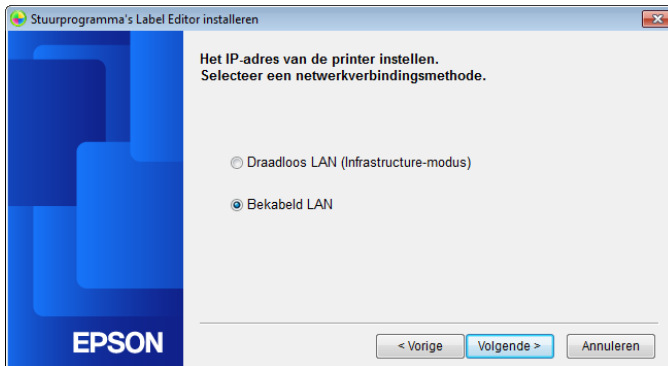 Stuurprogramma's Label Editor installeren
Het IP-adres van de printer instellen.
Selecteer een netwerkverbindingsmethode.
Draadloos LAN (Infrastructure-modus)
Bekabeld LAN
EPSON
< Vorige
Volgende >
Annuleren